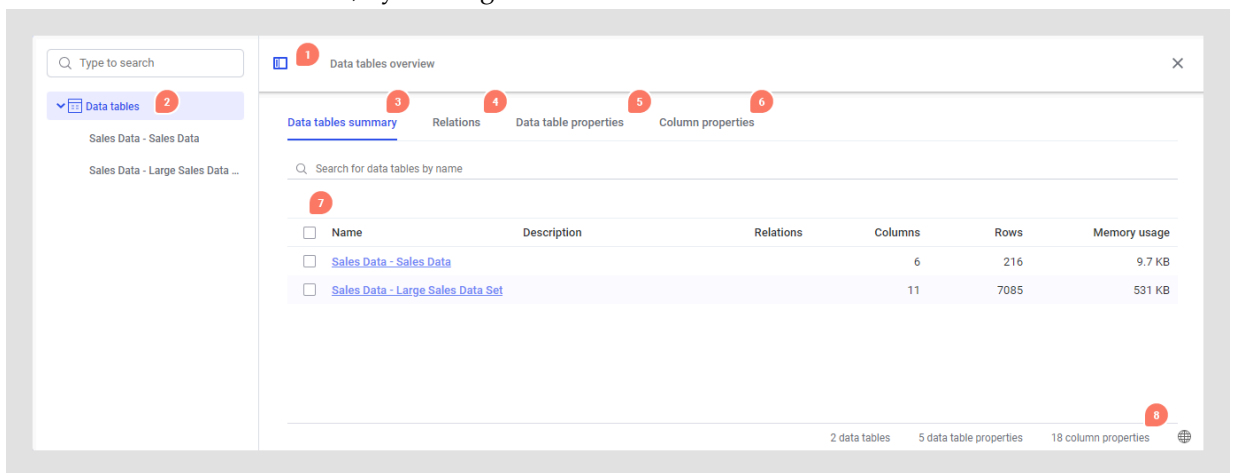 Type to search
1
Data tables overview
Data tables
2
Sales Data - Sales Data
Sales Data - Large Sales Data ...
3
4
5
6
Data tables summary Relations Data table properties Column properties
Search for data tables by name
7
Name Description Relations Columns Rows Memory usage
Sales Data - Sales Data 6 216 9.7 KB
Sales Data - Large Sales Data Set 11 7085 531 KB
8
2 data tables 5 data table properties 18 column properties